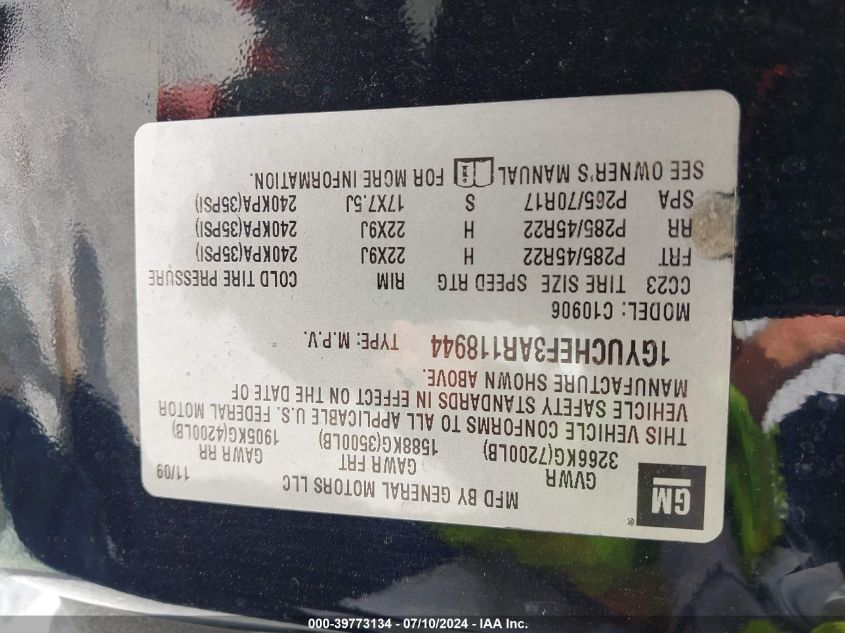 MFD BY GENERAL MOTORS LLC 11/09
GM ®
GVWR GAWR FRT GAWR RR
3266KG(7200LB) 1588KG(3500LB) 1905KG(4200LB)
THIS VEHICLE CONFORMS TO ALL APPLICABLE U.S. FEDERAL MOTOR
VEHICLE SAFETY STANDARDS IN EFFECT ON THE DATE OF
MANUFACTURE SHOWN ABOVE.
1GYUCHEF3AR118944 TYPE: M.P.V.
MODEL: C10906
CC23 TIRE SIZE SPEED RTG RIM COLD TIRE PRESSURE
FRT P285/45R22 H 22X9J 240KPA(35PSI)
RR P285/45R22 H 22X9J 240KPA(35PSI)
SPA P265/70R17 S 17X7.5J 240KPA(35PSI)
SEE OWNER'S MANUAL FOR MORE INFORMATION.
000-39773134 - 07/10/2024 - IAA Inc.